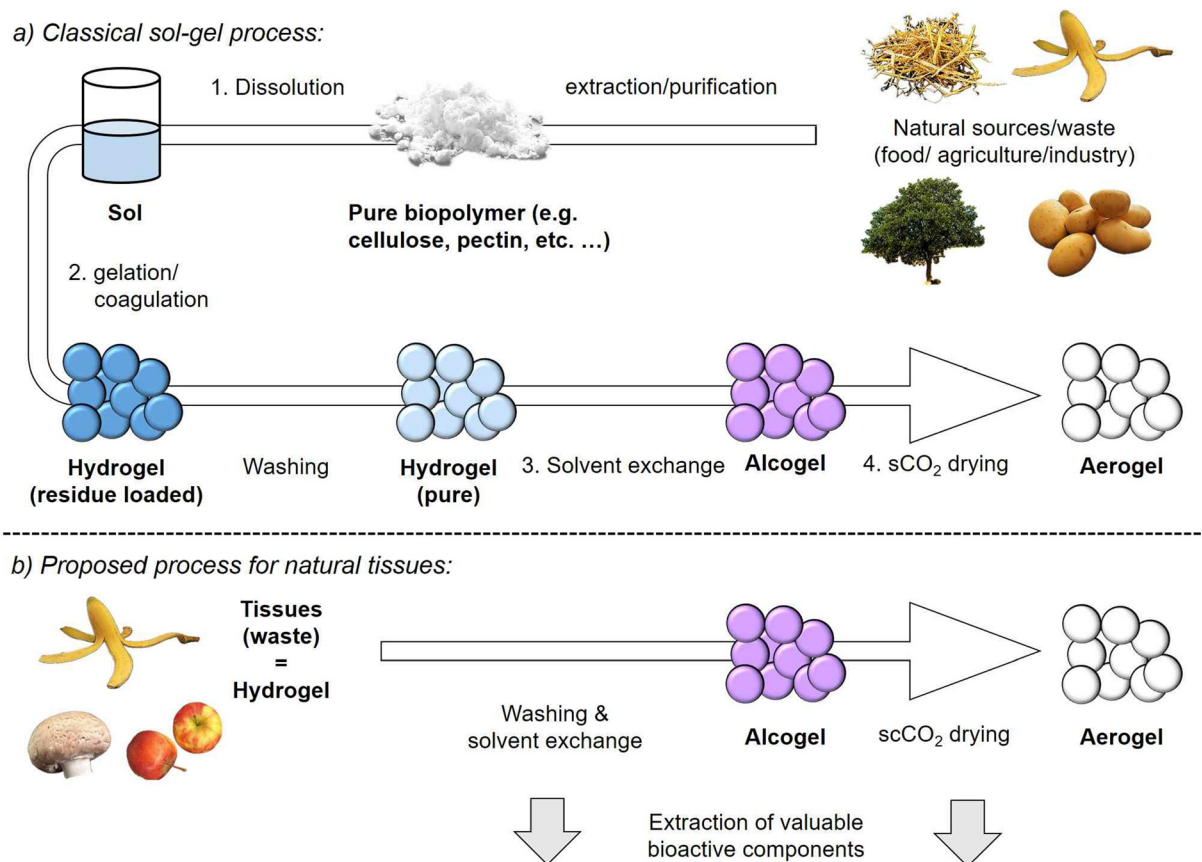 a) Classical sol-gel process:
1. Dissolution
extraction/purification
Natural sources/waste
(food/ agriculture/industry)
Sol
Pure biopolymer (e.g.
cellulose, pectin, etc. …)
2. gelation/
coagulation
Hydrogel
(residue loaded)
Washing
Hydrogel
(pure)
3. Solvent exchange
Alcogel
4. sCO₂ drying
Aerogel
b) Proposed process for natural tissues:
Tissues
(waste)
=
Hydrogel
Washing &
solvent exchange
Alcogel
scCO₂ drying
Aerogel
Extraction of valuable
bioactive components